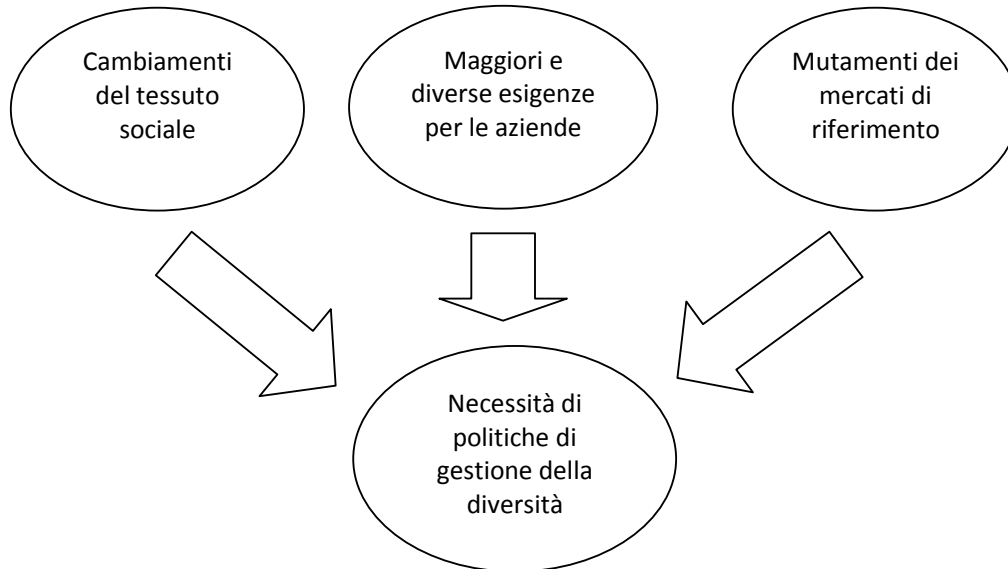 Cambiamenti
del tessuto
sociale
Maggiori e
diverse esigenze
per le aziende
Mutamenti dei
mercati di
riferimento
Necessità di
politiche di
gestione della
diversità